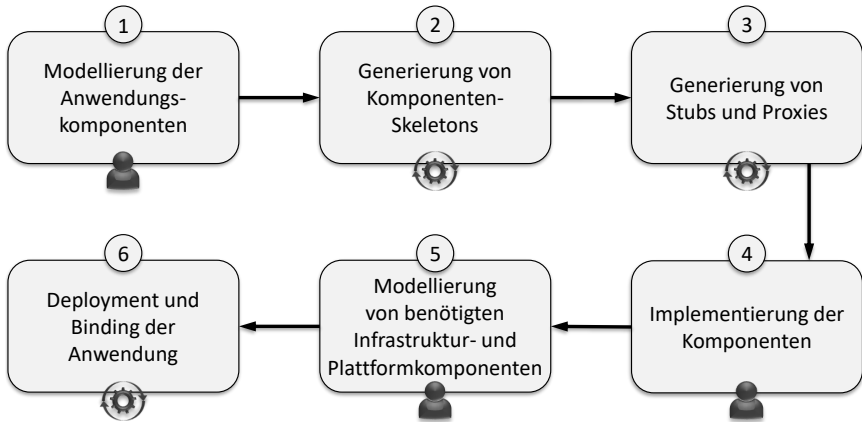 1
Modellierung der
Anwendungs-
komponenten
2
Generierung von
Komponenten-
Skeletons
3
Generierung von
Stubs und Proxies
4
Implementierung der
Komponenten
5
Modellierung
von benötigten
Infrastruktur- und
Plattformkomponenten
6
Deployment und
Binding der
Anwendung